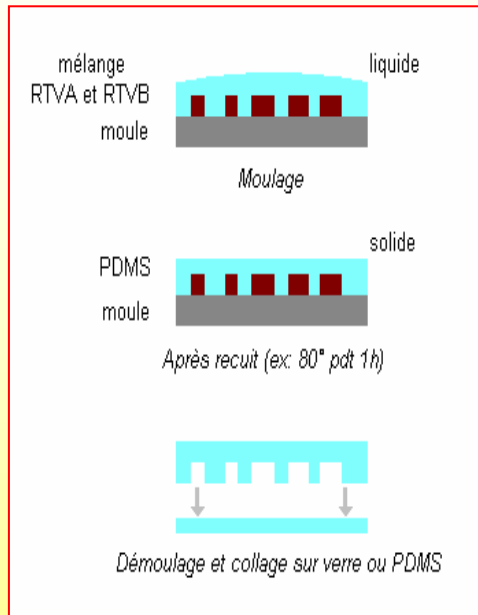 mélange
RTVA et RTVB
liquide
moule
Moulage
solide
PDMS
moule
Après recuit (ex: 80° pdt 1h)
Démoulage et collage sur verre ou PDMS